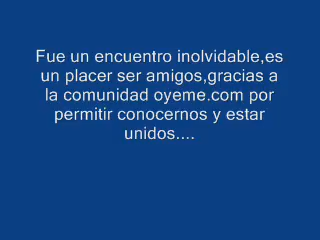 Fue un encuentro inolvidable,es
un placer ser amigos,gracias a
la comunidad oyeme.com por
permitir conocernos y estar
unidos....